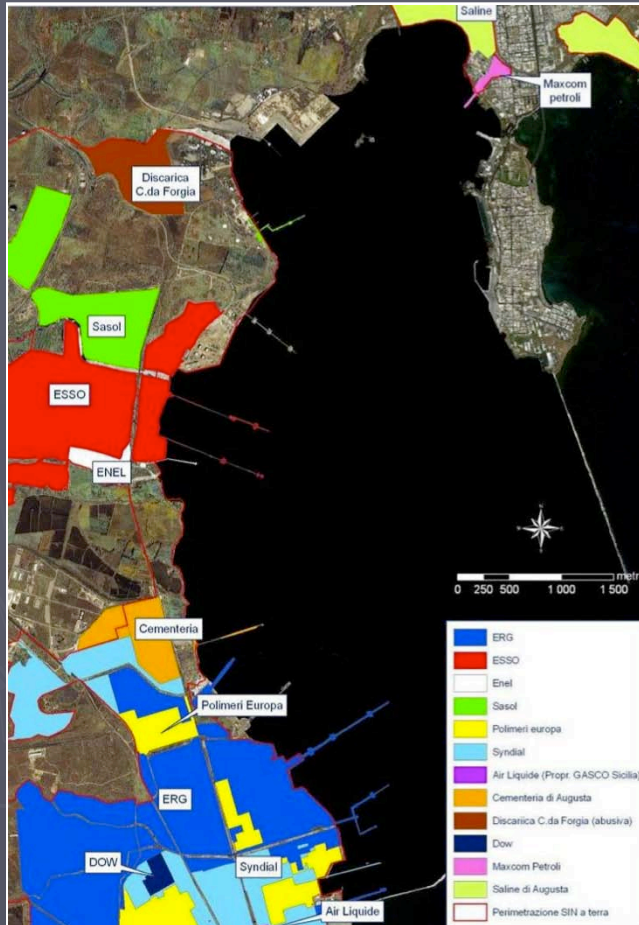 Saline
Maxcom
petroli
Discarica
C.da Forgia
Sasol
ESSO
ENEL
metri
0 250 500 1 000 1 500
Cementeria
Polimeri Europa
ERG
DOW
Syndial
Air Liquide
ERG
ESSO
Enel
Sasol
Polimeri europa
Syndial
Air Liquide (Propr. GASCO Sicilia)
Cementeria di Augusta
Discariica C.da Forgia (abusiva)
Dow
Maxcom Petroli
Saline di Augusta
Perimetrazione SIN a terra